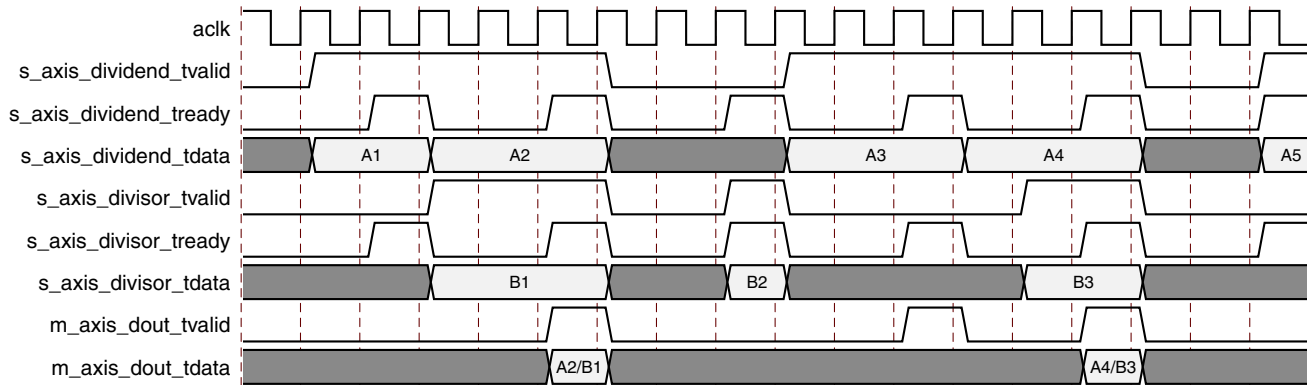 aclk
s_axis_dividend_tvalid
s_axis_dividend_tready
s_axis_dividend_tdata A1 A2 A3 A4 A5
s_axis_divisor_tvalid
s_axis_divisor_tready
s_axis_divisor_tdata B1 B2 B3
m_axis_dout_tvalid
m_axis_dout_tdata A2/B1 A4/B3